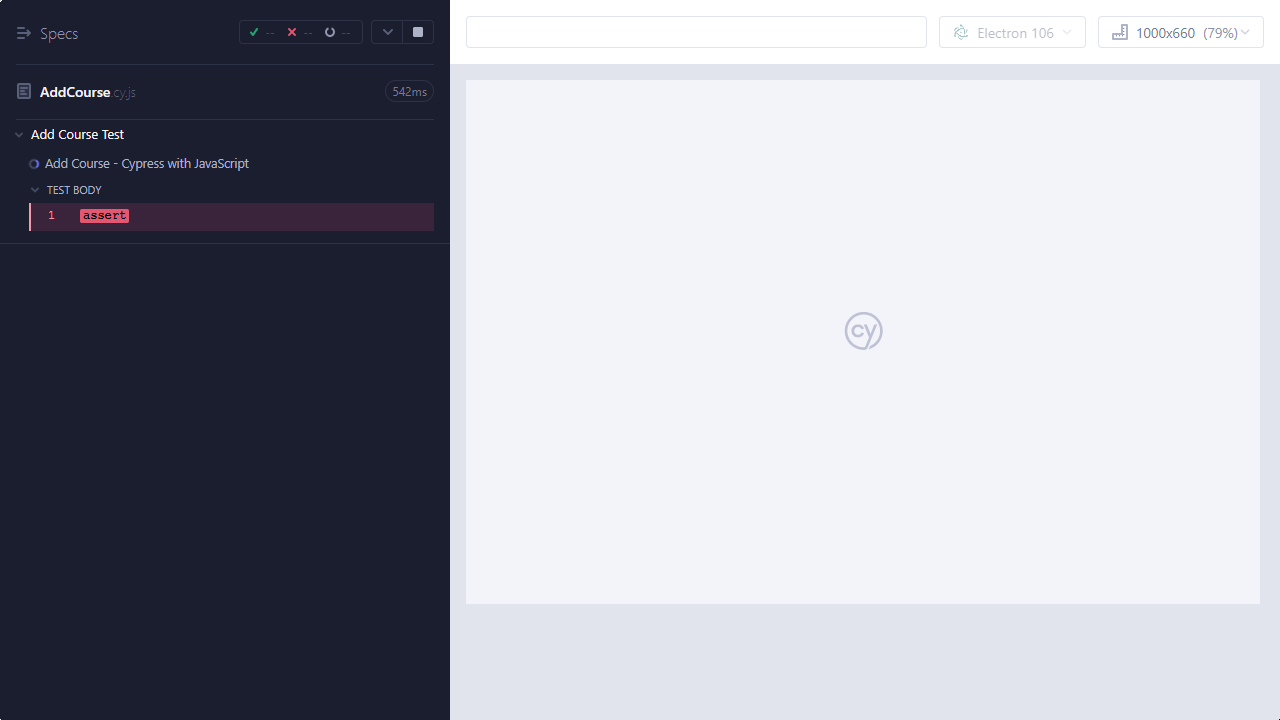 Specs
-- -- --
AddCourse.cy.js
542ms
Add Course Test
Add Course - Cypress with JavaScript
TEST BODY
1 assert
Electron 106
1000x660 (79%)
cy